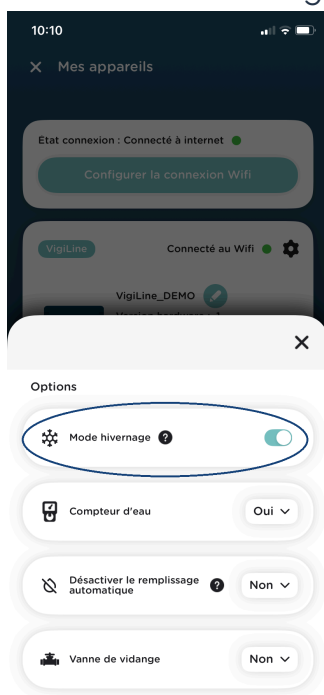 10:10
Mes appareils
Etat connexion : Connecté à internet
Configurer la connexion Wifi
VigiLine
Connecté au Wifi
VigiLine_DEMO
Options
Mode hivernage ?
Compteur d'eau
Oui
Désactiver le remplissage
automatique
?
Non
Vanne de vidange
Non